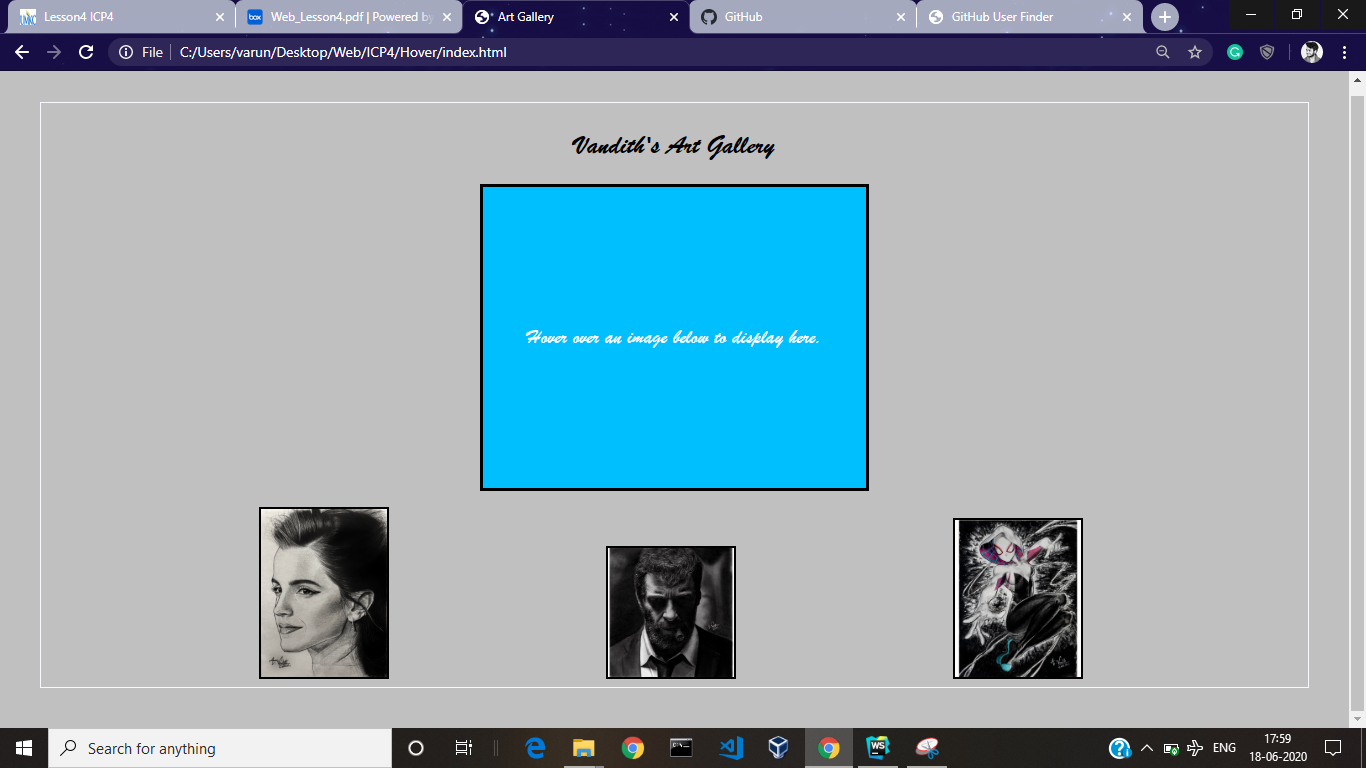 Lesson4 ICP4
box
Web_Lesson4.pdf | Powered by
Art Gallery
GitHub
GitHub User Finder
File
C:/Users/varun/Desktop/Web/ICP4/Hover/index.html
Vandith's Art Gallery
Hover over an image below to display here.
Search for anything
WS
ENG
17:59
18-06-2020